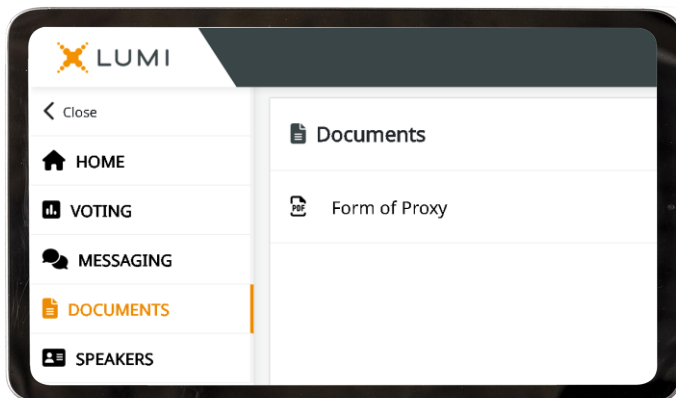 LUMI
Close
HOME
VOTING
MESSAGING
DOCUMENTS
SPEAKERS
Documents
PDF
Form of Proxy